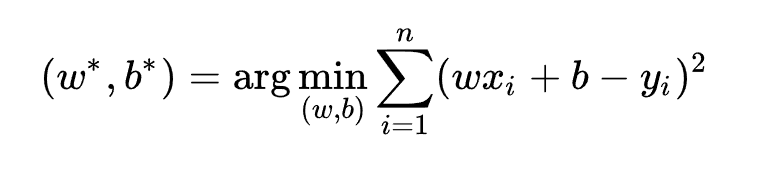 (w*, b*) = arg min_{(w,b)} ∑_{i=1}^{n} (wx_i + b − y_i)²